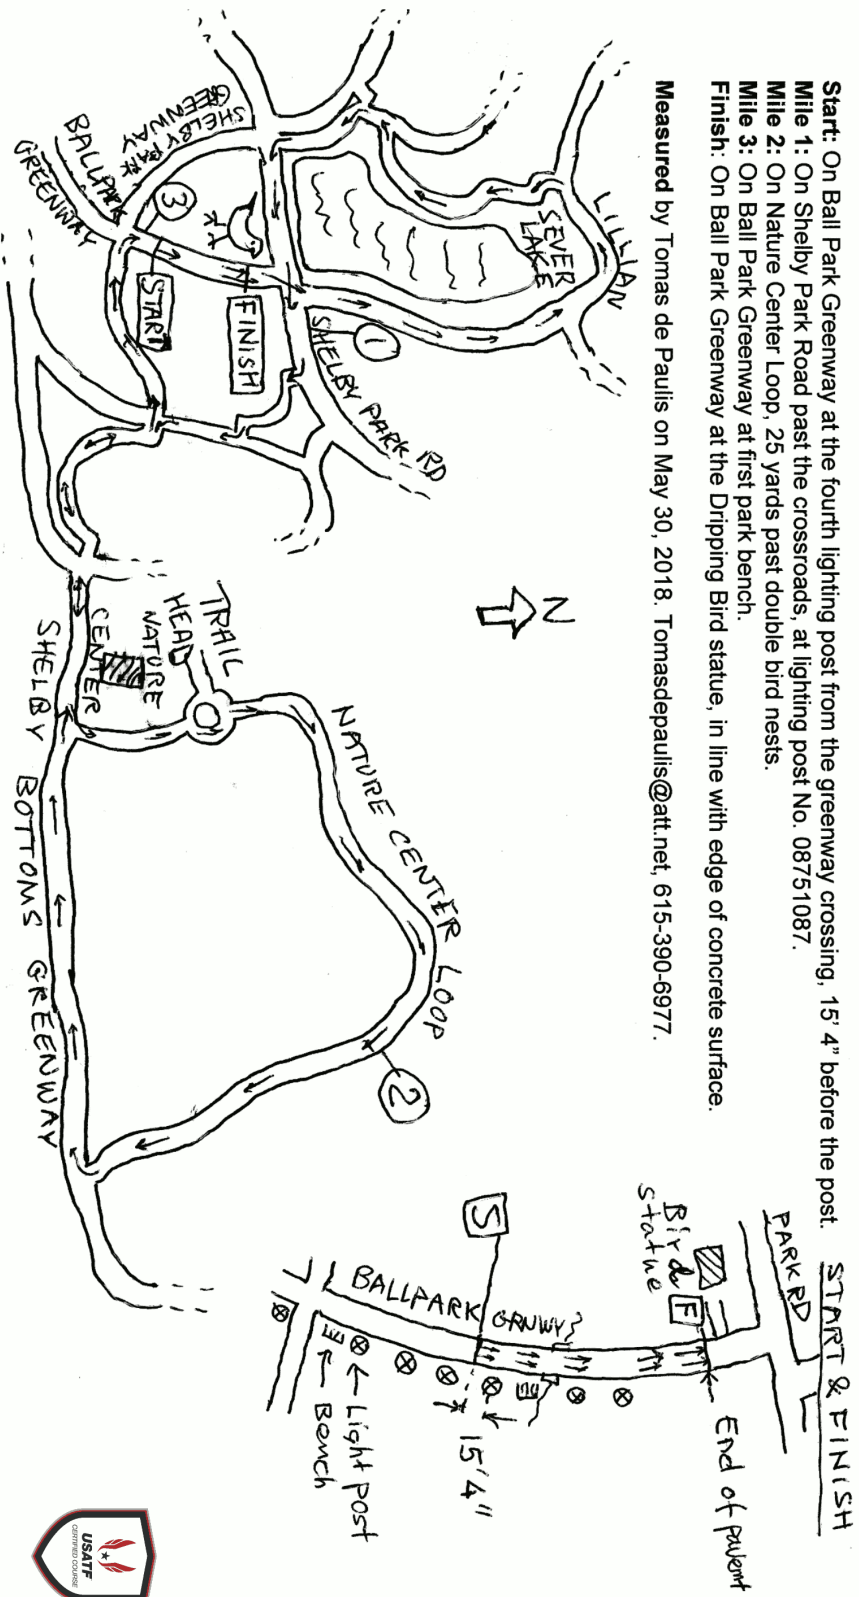 Start: On Ball Park Greenway at the fourth lighting post from the greenway crossing, 15' 4" before the post.
Mile 1: On Shelby Park Road past the crossroads, at lighting post No. 08751087.
Mile 2: On Nature Center Loop, 25 yards past double bird nests.
Mile 3: On Ball Park Greenway at first park bench.
Finish: On Ball Park Greenway at the Dripping Bird statue, in line with edge of concrete surface.
Measured by Tomas de Paulis on May 30, 2018. Tomasdepaulis@att.net, 615-390-6977.
LILLIAN
SEVER
LAKE
1
SHELBY PARK RD
FINISH
START
3
SHELBY PARK
GREENWAY
BALLPARK
GREENWAY
N
TRAIL
HEAD
NATURE
CENTER
NATURE CENTER LOOP
2
SHELBY BOTTOMS GREENWAY
START & FINISH
PARK RD
Bird
statue
F
End of pavemt
S
BALLPARK GRNWY
15'4"
Light post
Bench
USATF
CERTIFIED COURSE